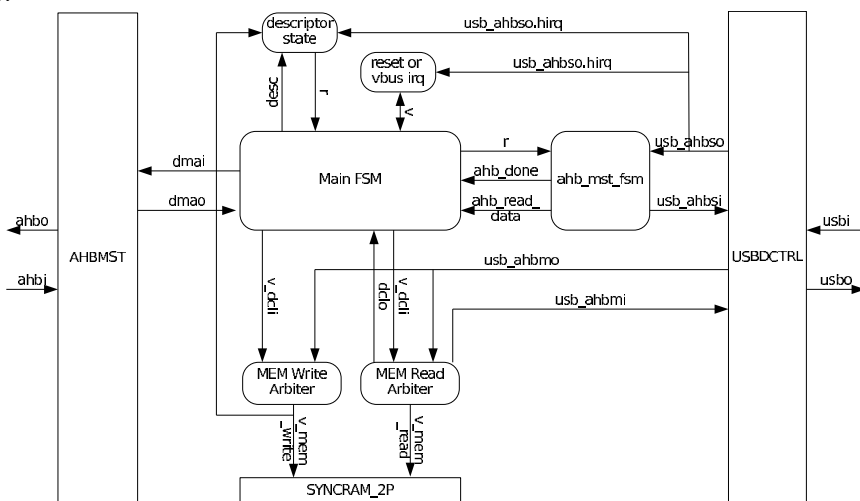 descriptor
state
usb_ahbso.hirq
reset or
vbus irq
usb_ahbso.hirq
desc
r
v
Main FSM
r
ahb_done
ahb_read_
data
ahb_mst_fsm
usb_ahbso
usb_ahbsi
dmai
dmao
ahbo
ahbi
AHBMST
USBDCTRL
usbi
usbo
usb_ahbmo
v_dcli
dclo
v_dcli
usb_ahbmi
MEM Write
Arbiter
MEM Read
Arbiter
v_mem
_write
v_mem
_read
SYNCRAM_2P